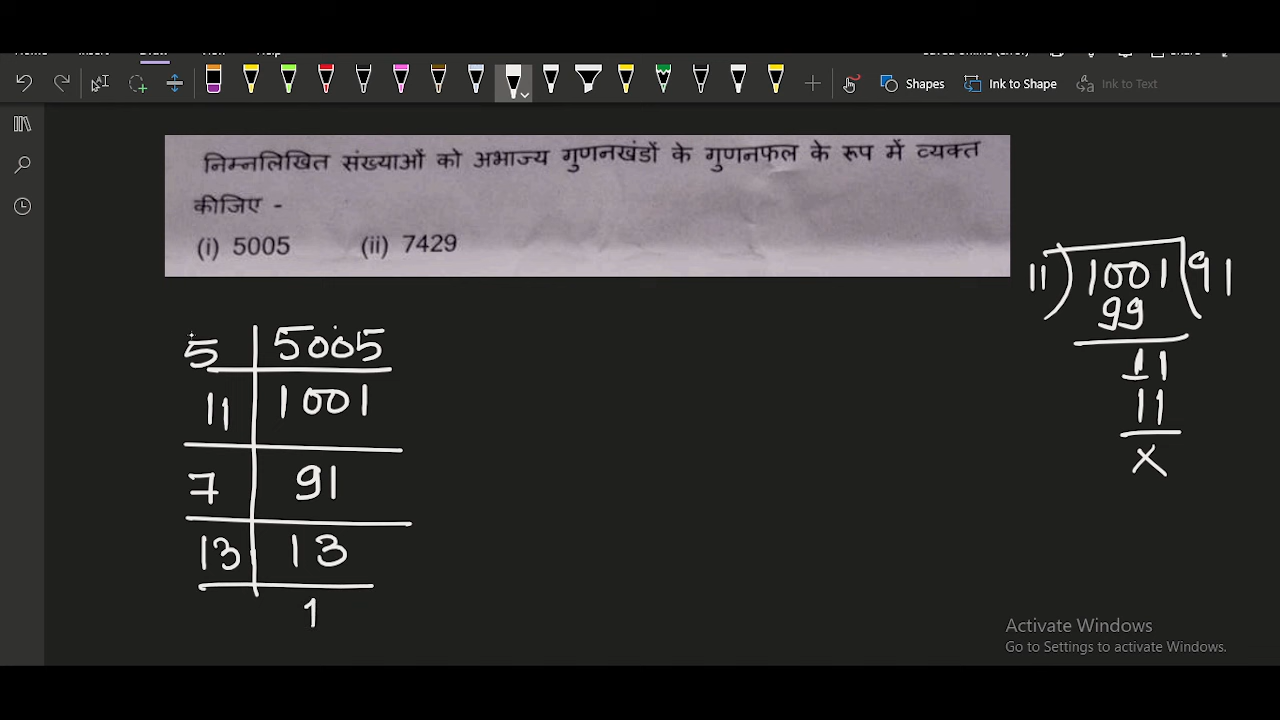 Shapes Ink to Shape Ink to Text
निम्नलिखित संख्याओं को अभाज्य गुणनखंडों के गुणनफल के रूप में व्यक्त
कीजिए -
(i) 5005 (ii) 7429
5 | 5005
11 | 1001
7 | 91
13 | 13
1
11) 1001 (91
99
11
11
x
Activate Windows
Go to Settings to activate Windows.